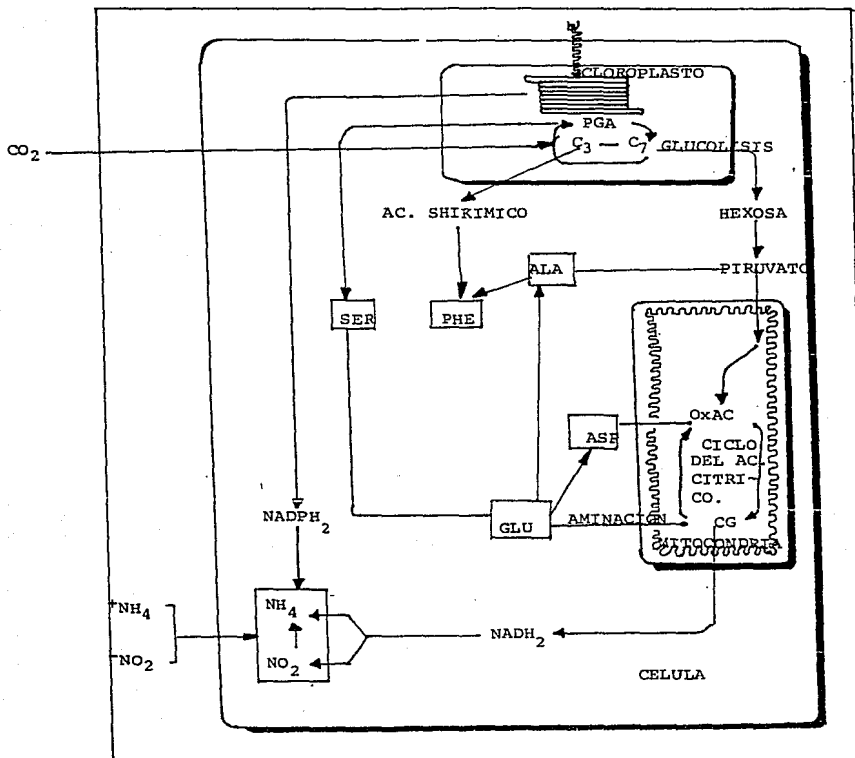 CLOROPLASTO
PGA
CO2
C3 — C7
GLUCOLISIS
AC. SHIRIMICO
HEXOSA
ALA
PIRUVATO
SER
PHE
OxAC
ASP
CICLO
DEL AC.
CITRI-
CO.
NADPH2
GLU
AMINACION
CG
MITOCONDRIA
+NH4
NH4
NADH2
-NO2
NO2
CELULA